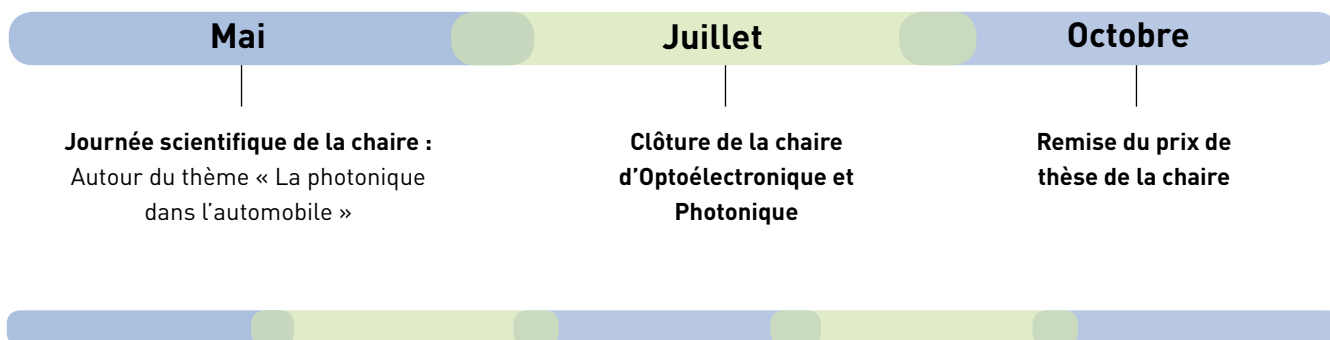 Mai
Juillet
Octobre
Journée scientifique de la chaire :
Autour du thème « La photonique
dans l’automobile »
Clôture de la chaire
d’Optoélectronique et
Photonique
Remise du prix de
thèse de la chaire